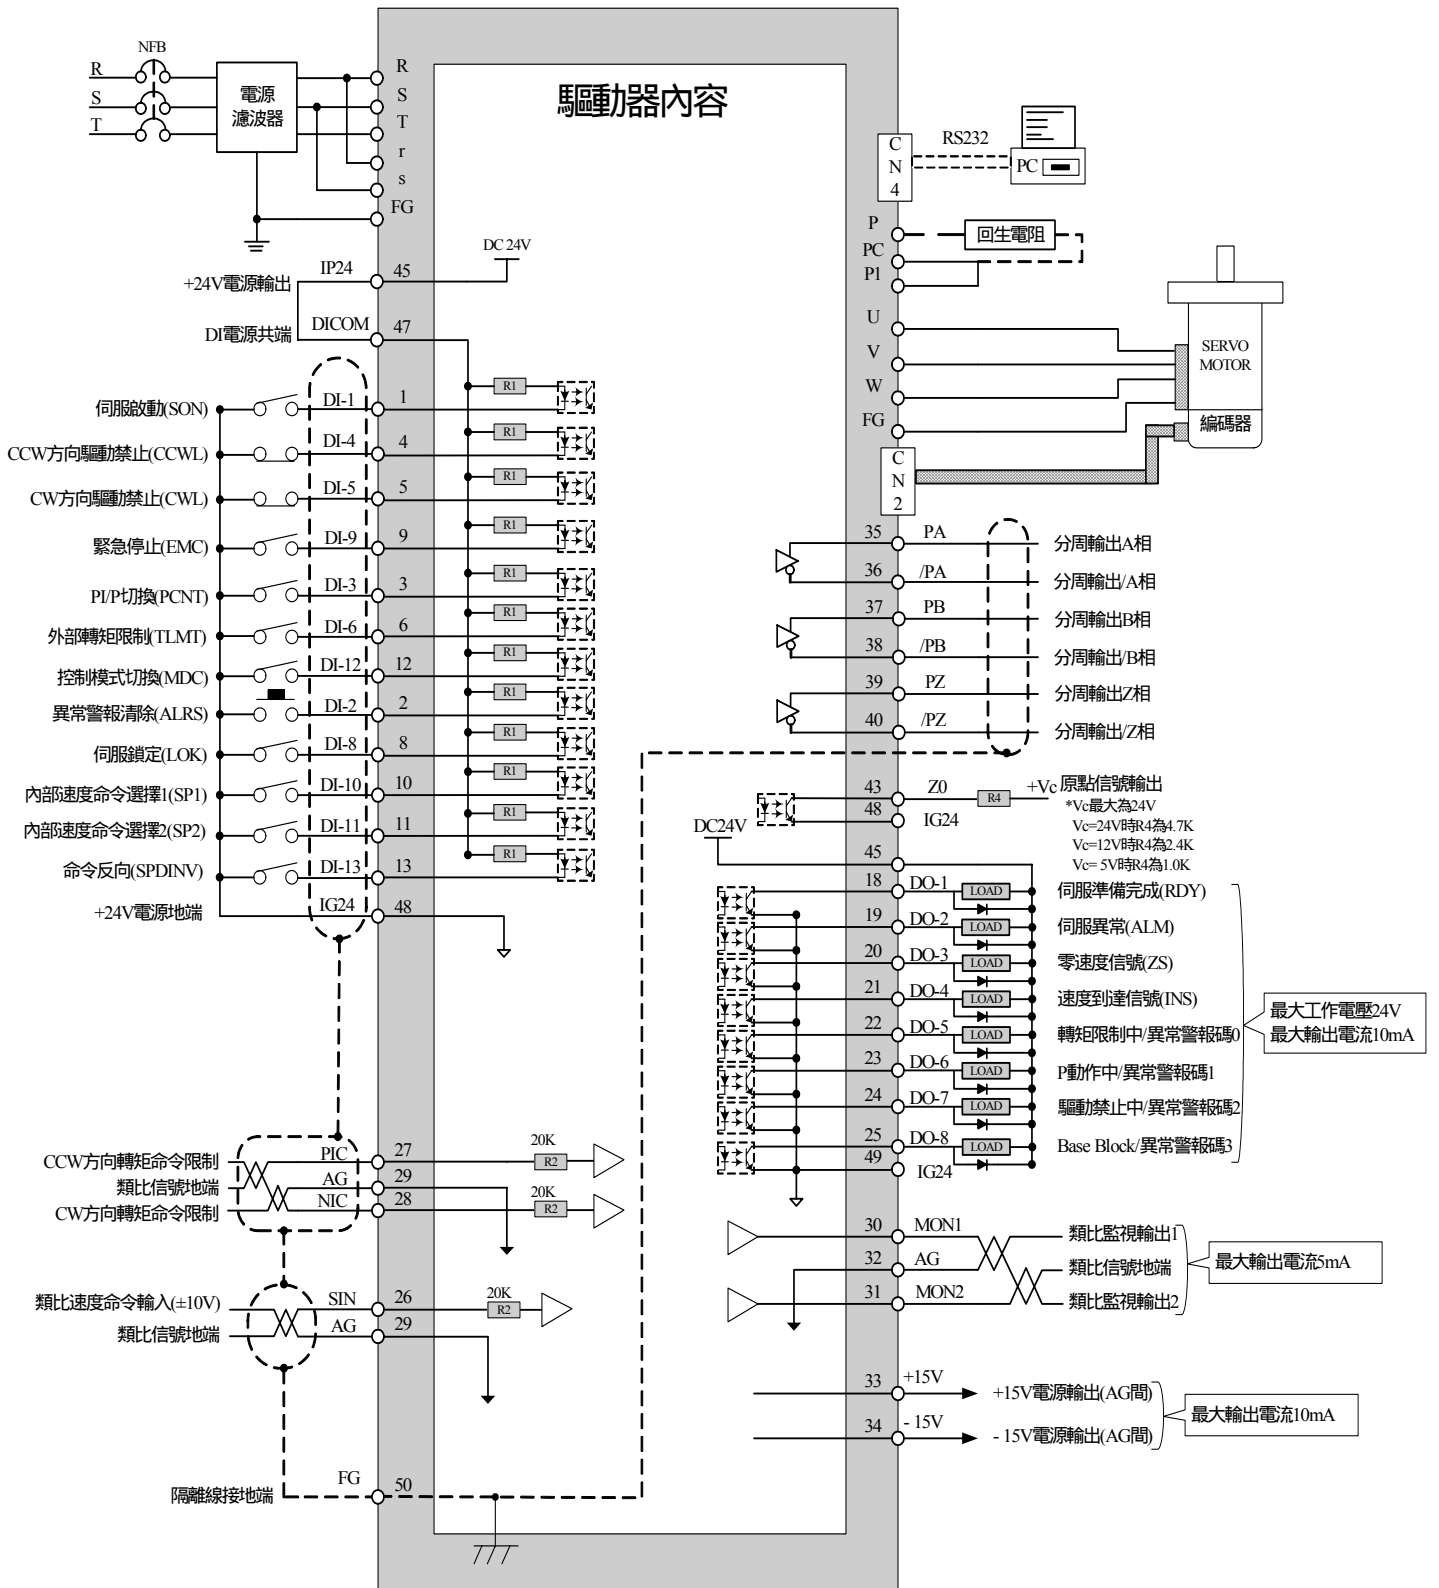 驅動器內容
NFB
R
S
T
電源
濾波器
R
S
T
r
s
FG
DC 24V
+24V電源輸出
IP24
45
DI電源共端
DICOM
47
伺服啟動(SON)
DI-1
1
R1
CCW方向驅動禁止(CCWL)
DI-4
4
R1
CW方向驅動禁止(CWL)
DI-5
5
R1
緊急停止(EMC)
DI-9
9
R1
PI/P切換(PCNT)
DI-3
3
R1
外部轉矩限制(TLMT)
DI-6
6
R1
控制模式切換(MDC)
DI-12
12
R1
異常警報清除(ALRS)
DI-2
2
R1
伺服鎖定(LOK)
DI-8
8
R1
內部速度命令選擇1(SP1)
DI-10
10
R1
內部速度命令選擇2(SP2)
DI-11
11
R1
命令反向(SPDINV)
DI-13
13
R1
+24V電源地端
IG24
48
CCW方向轉矩命令限制
PIC
27
20K
R2
類比信號地端
AG
29
CW方向轉矩命令限制
NIC
28
20K
R2
類比速度命令輸入(±10V)
SIN
26
20K
R2
類比信號地端
AG
29
隔離線接地端
FG
50
C
N
4
RS232
PC
P
PC
P1
回生電阻
U
V
W
FG
SERVO
MOTOR
編碼器
C
N
2
35
PA
分周輸出A相
36
/PA
分周輸出/A相
37
PB
分周輸出B相
38
/PB
分周輸出/B相
39
PZ
分周輸出Z相
40
/PZ
分周輸出/Z相
43
Z0
R4
+Vc
原點信號輸出
48
IG24
*Vc最大為24V
Vc=24V時R4為4.7K
Vc=12V時R4為2.4K
Vc= 5V時R4為1.0K
DC24V
45
18
DO-1
LOAD
伺服準備完成(RDY)
19
DO-2
LOAD
伺服異常(ALM)
20
DO-3
LOAD
零速度信號(ZS)
21
DO-4
LOAD
速度到達信號(INS)
22
DO-5
LOAD
轉矩限制中/異常警報碼0
23
DO-6
LOAD
P動作中/異常警報碼1
24
DO-7
LOAD
驅動禁止中/異常警報碼2
25
DO-8
LOAD
Base Block/異常警報碼3
49
IG24
最大工作電壓24V
最大輸出電流10mA
30
MON1
類比監視輸出1
32
AG
類比信號地端
31
MON2
類比監視輸出2
最大輸出電流5mA
33
+15V
+15V電源輸出(AG間)
34
- 15V
- 15V電源輸出(AG間)
最大輸出電流10mA